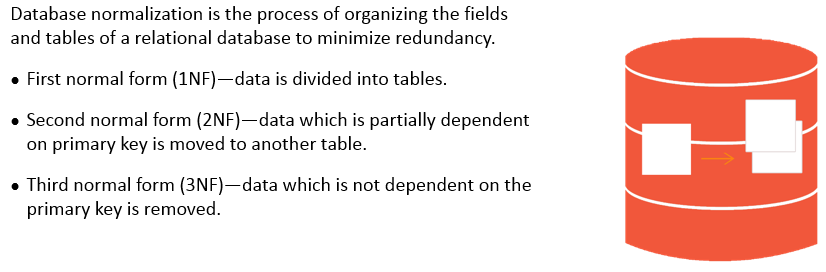 Database normalization is the process of organizing the fields
and tables of a relational database to minimize redundancy.
• First normal form (1NF)—data is divided into tables.
• Second normal form (2NF)—data which is partially dependent
on primary key is moved to another table.
• Third normal form (3NF)—data which is not dependent on the
primary key is removed.